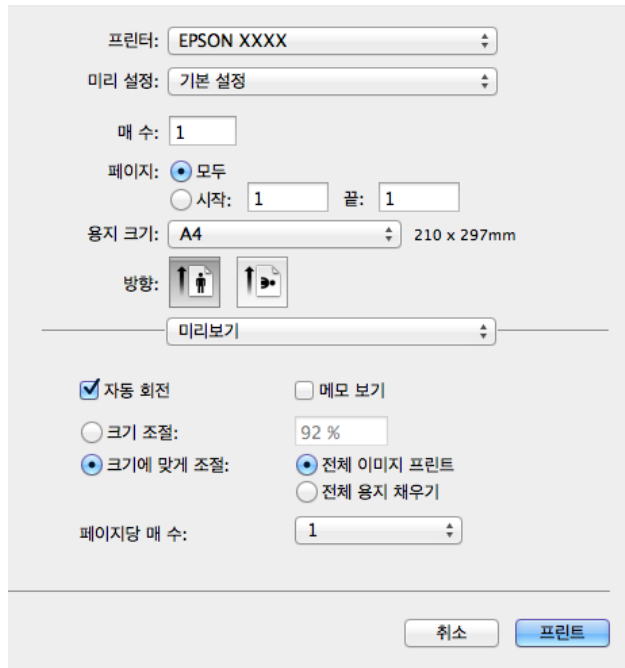 프린터: EPSON XXXX
미리 설정: 기본 설정
매 수: 1
페이지: 모두
시작: 1 끝: 1
용지 크기: A4 210 x 297mm
방향:
미리보기
자동 회전 메모 보기
크기 조절: 92 %
크기에 맞게 조절: 전체 이미지 프린트
전체 용지 채우기
페이지당 매 수: 1
취소 프린트